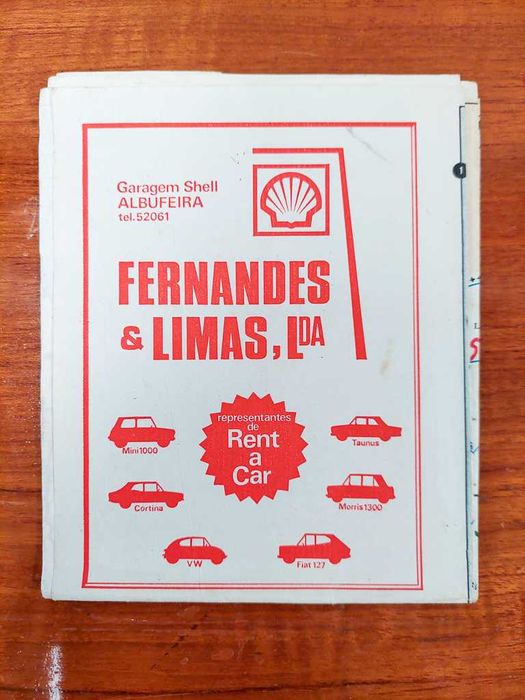 Garagem Shell
ALBUFEIRA
tel.52061
FERNANDES
& LIMAS, LDA
representantes
de
Rent
a
Car
Mini 1000
Taunus
Cortina
Morris 1300
VW
Fiat 127
1